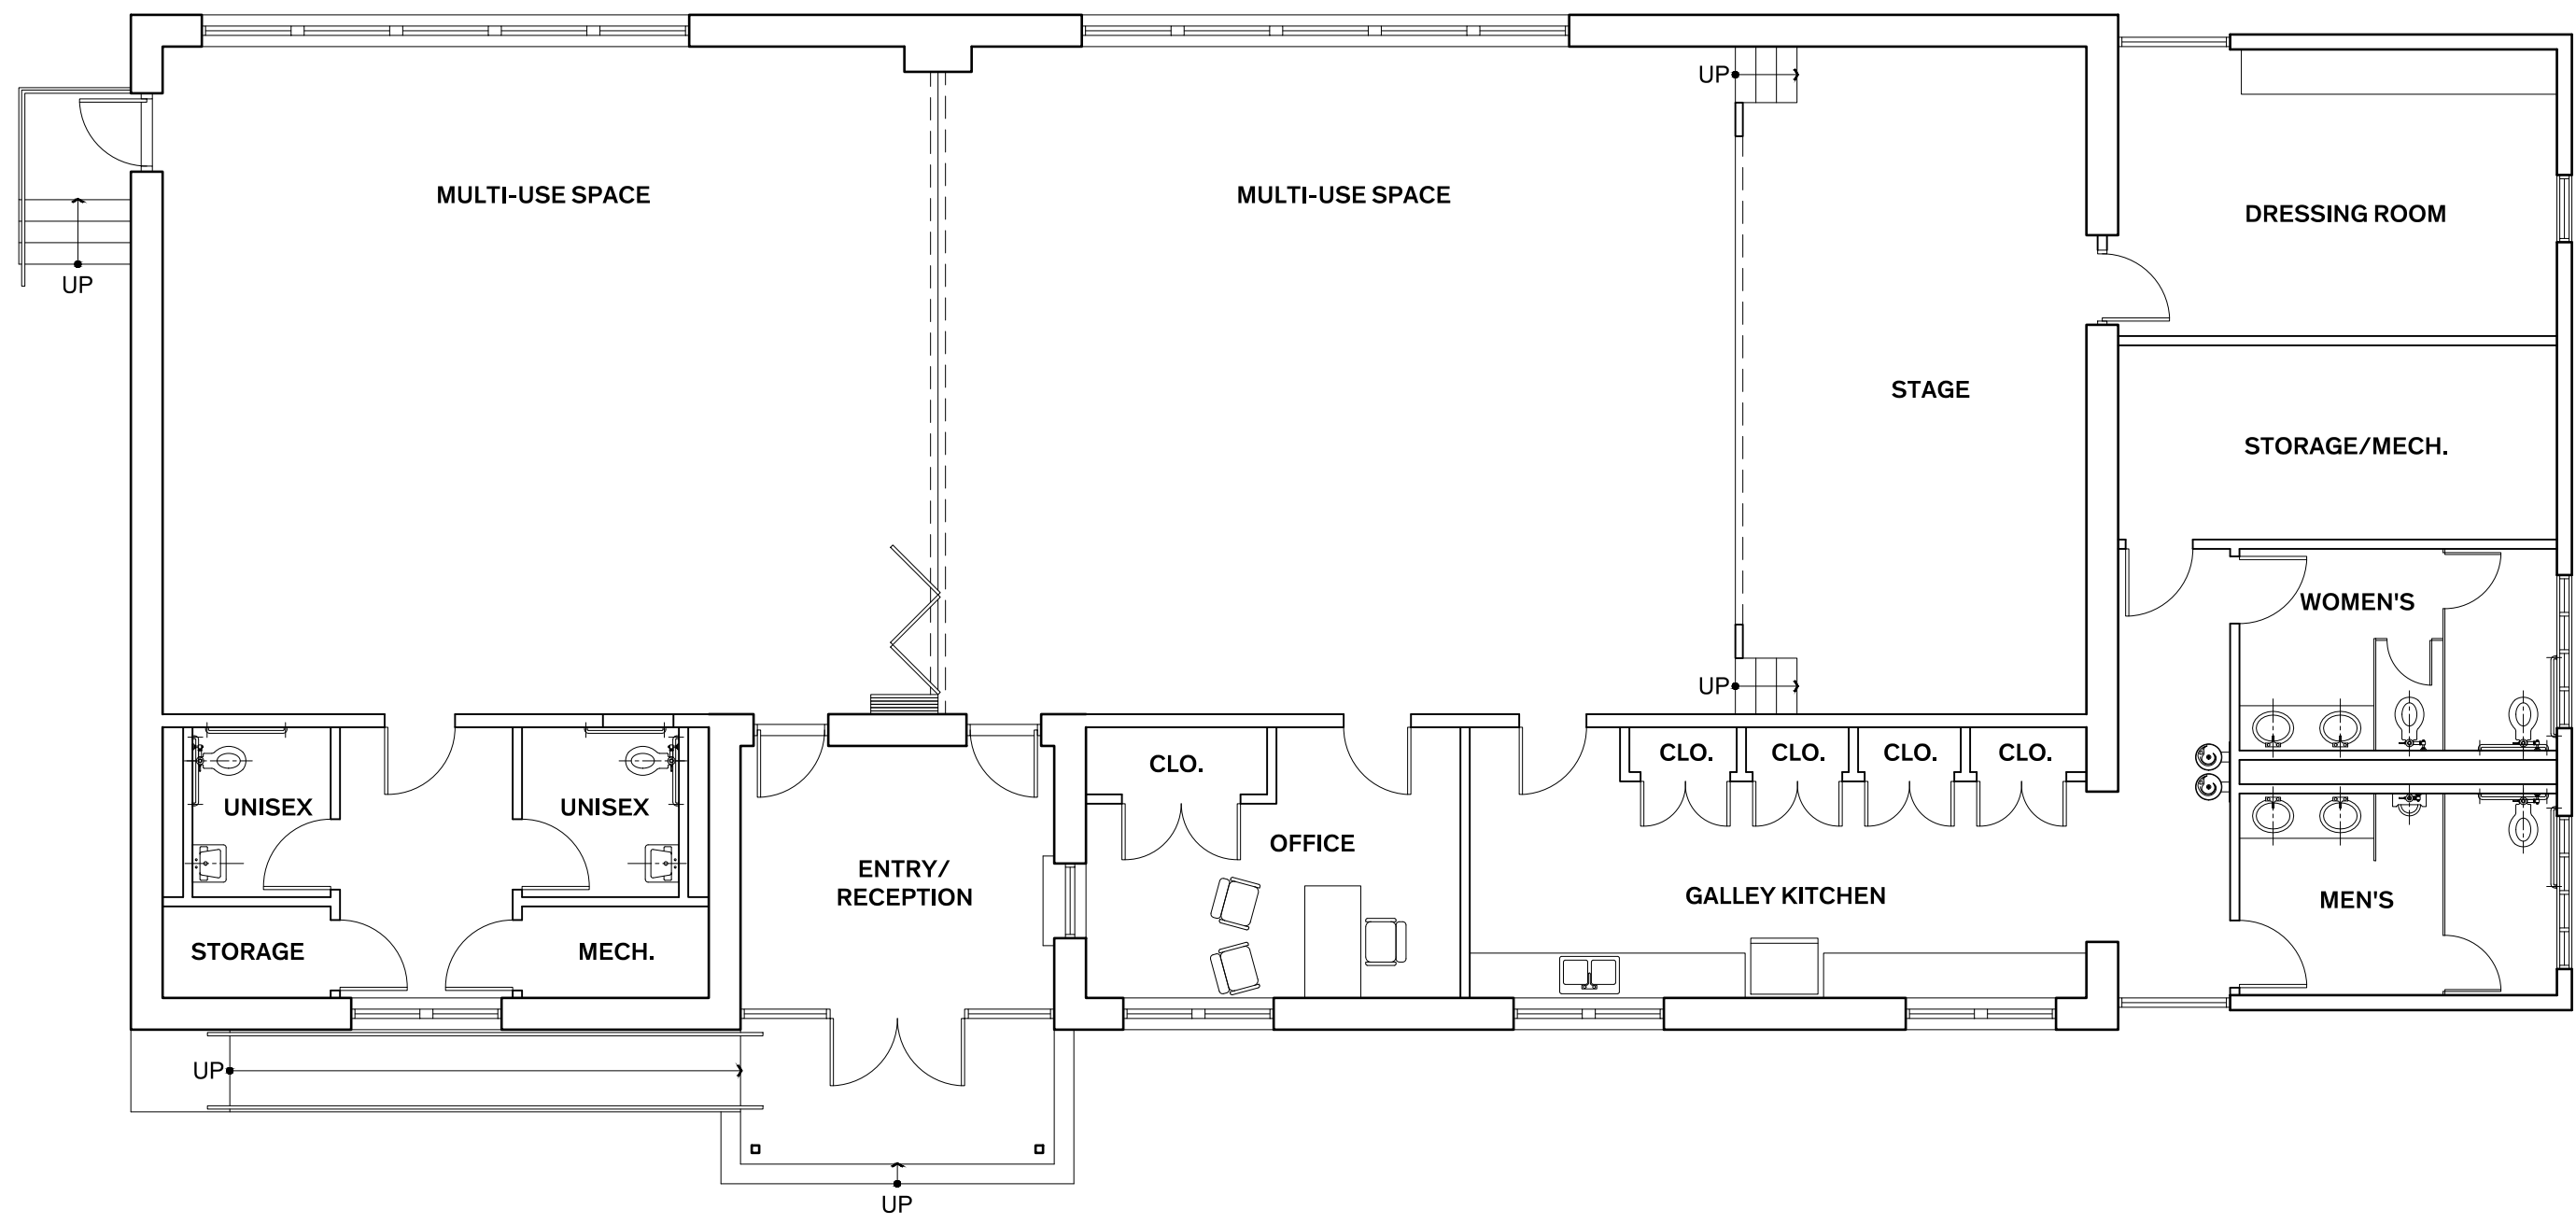 UP
MULTI-USE SPACE
MULTI-USE SPACE
DRESSING ROOM
UP
STAGE
STORAGE/MECH.
WOMEN'S
UP
CLO.
CLO.
CLO.
CLO.
CLO.
UNISEX
UNISEX
OFFICE
ENTRY/
RECEPTION
GALLEY KITCHEN
MEN'S
STORAGE
MECH.
UP
UP